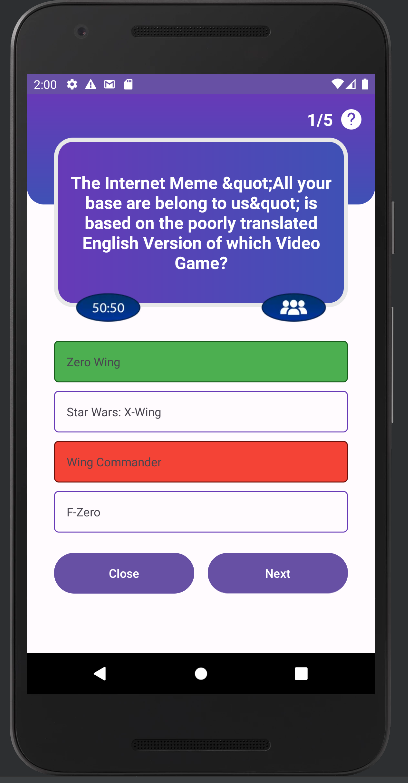 2:00
1/5 ?
The Internet Meme &quot;All your
base are belong to us&quot; is
based on the poorly translated
English Version of which Video
Game?
50:50
Zero Wing
Star Wars: X-Wing
Wing Commander
F-Zero
Close Next